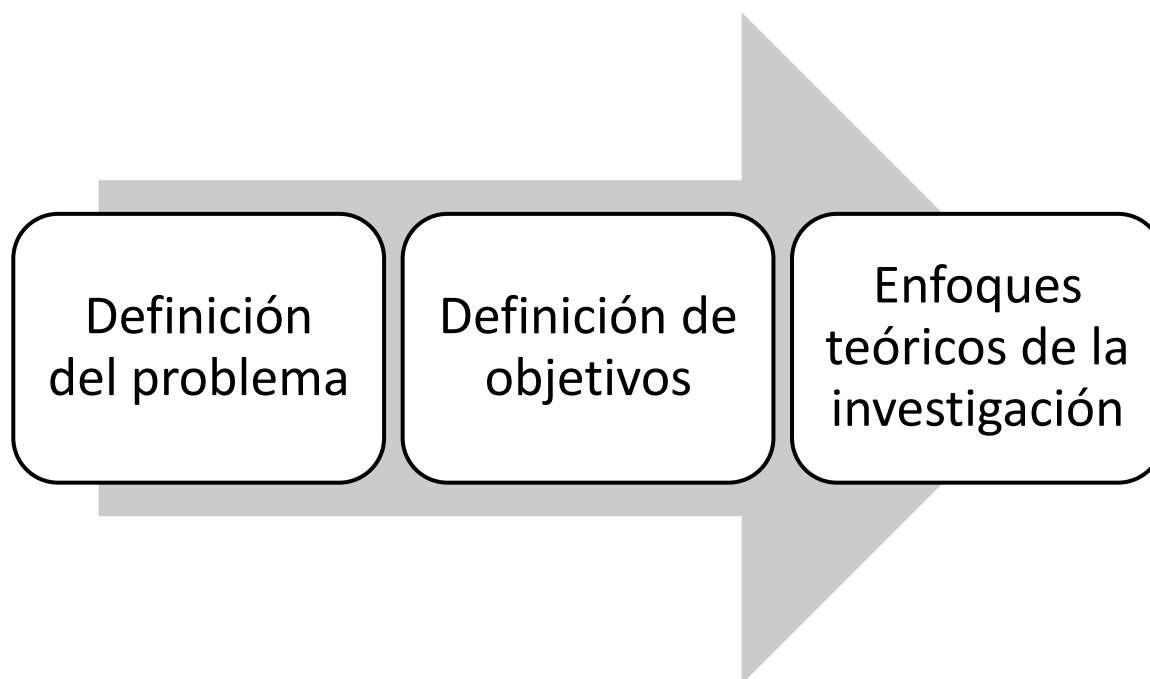 Definición
del problema
Definición de
objetivos
Enfoques
teóricos de la
investigación